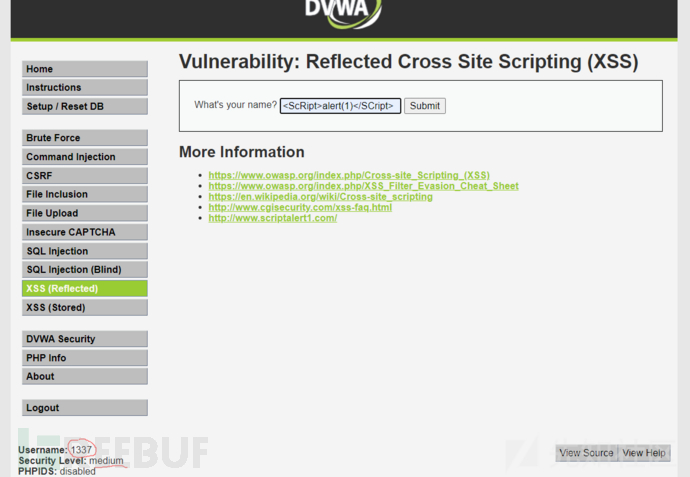 DVWA
Vulnerability: Reflected Cross Site Scripting (XSS)
What's your name? <ScRipt>alert(1)</SCript> Submit
More Information
https://www.owasp.org/index.php/Cross-site_Scripting_(XSS)
https://www.owasp.org/index.php/XSS_Filter_Evasion_Cheat_Sheet
https://en.wikipedia.org/wiki/Cross-site_scripting
http://www.cgisecurity.com/xss-faq.html
http://www.scriptalert1.com/
Home
Instructions
Setup / Reset DB
Brute Force
Command Injection
CSRF
File Inclusion
File Upload
Insecure CAPTCHA
SQL Injection
SQL Injection (Blind)
XSS (Reflected)
XSS (Stored)
DVWA Security
PHP Info
About
Logout
Username: 1337
Security Level: medium
PHPIDS: disabled
REEBUF
View Source View Help